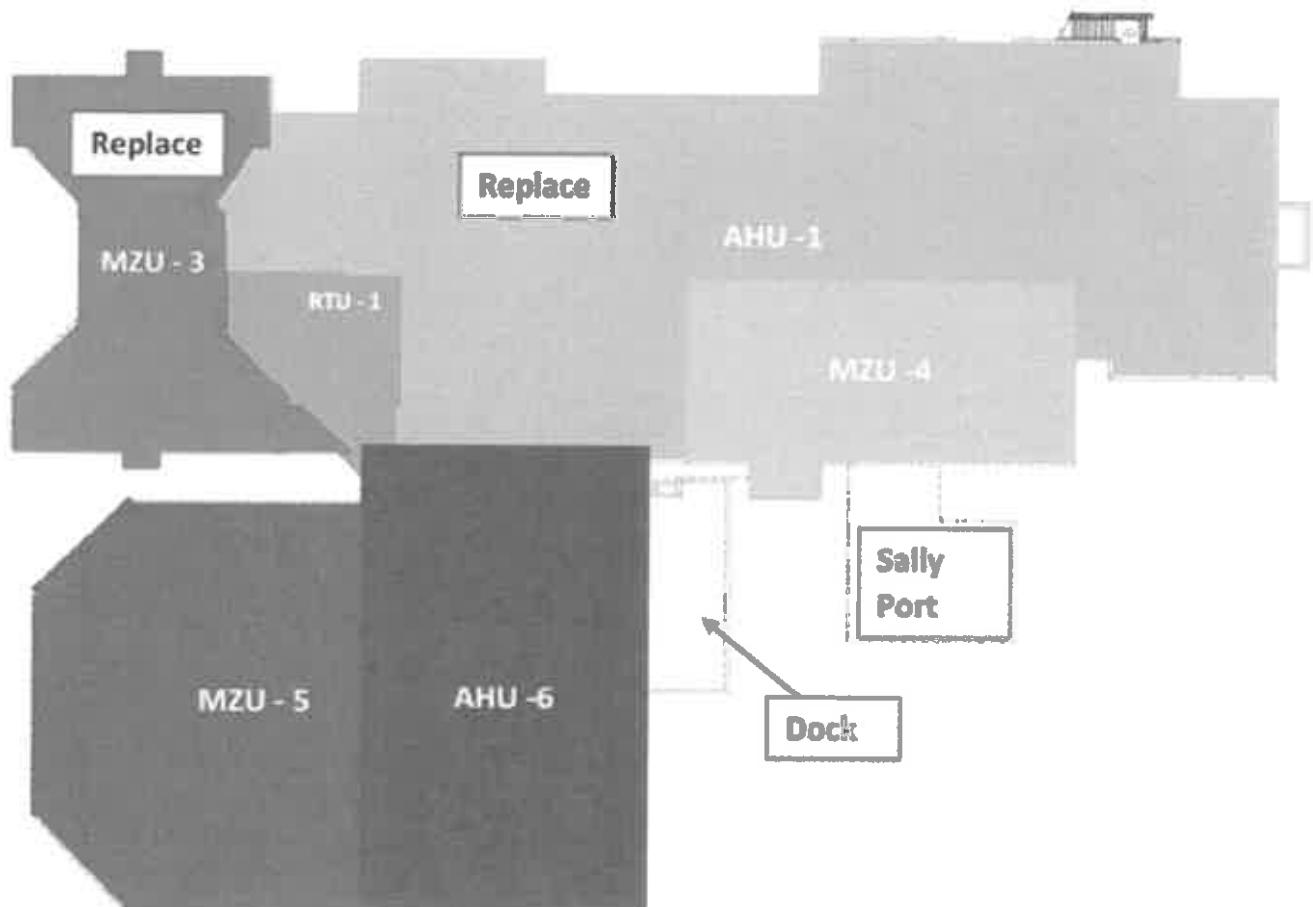 Replace
Replace
AHU -1
MZU - 3
RTU - 1
MZU -4
Sally
Port
MZU - 5
AHU -6
Dock